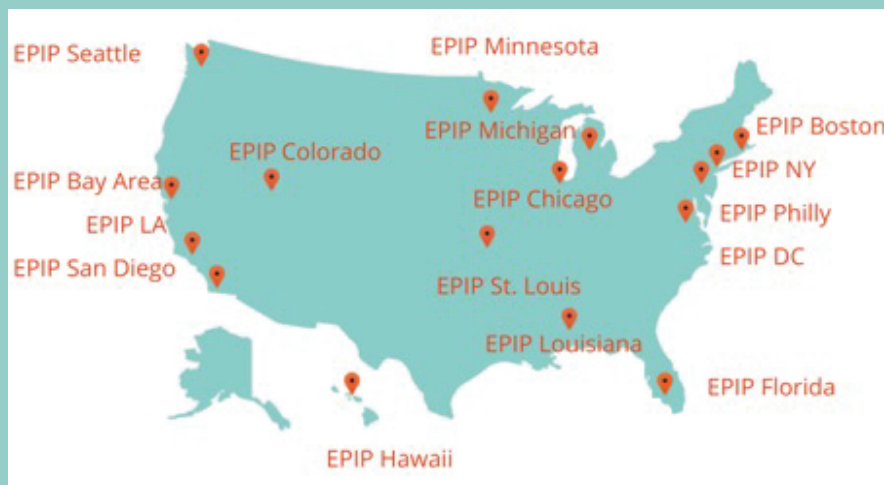 EPIP Seattle
EPIP Minnesota
EPIP Michigan
EPIP Boston
EPIP Colorado
EPIP NY
EPIP Bay Area
EPIP Chicago
EPIP Philly
EPIP LA
EPIP DC
EPIP San Diego
EPIP St. Louis
EPIP Louisiana
EPIP Florida
EPIP Hawaii